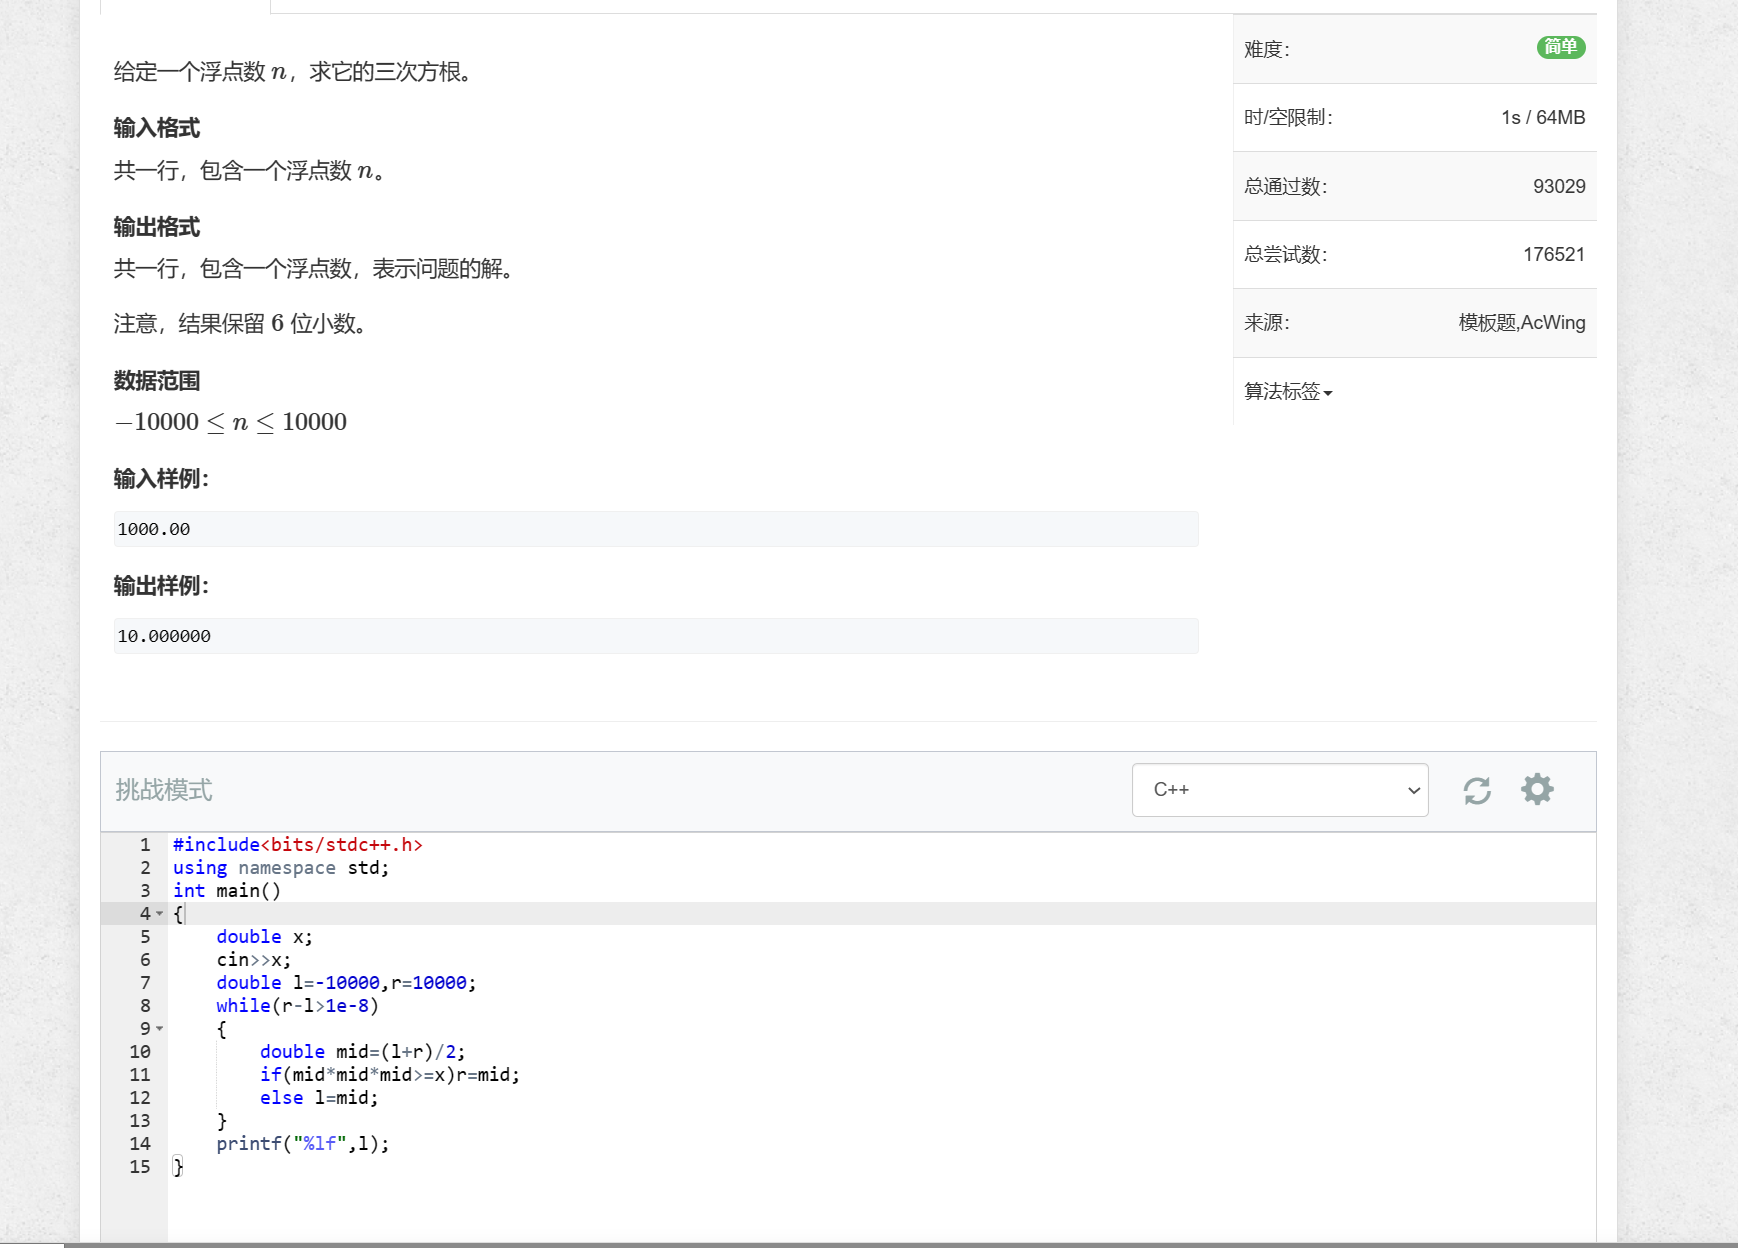 给定一个浮点数 n，求它的三次方根。
输入格式
共一行，包含一个浮点数 n。
输出格式
共一行，包含一个浮点数，表示问题的解。
注意，结果保留 6 位小数。
数据范围
−10000 ≤ n ≤ 10000
输入样例：
1000.00
输出样例：
10.000000
难度： 简单
时/空限制： 1s / 64MB
总通过数： 93029
总尝试数： 176521
来源： 模板题,AcWing
算法标签
挑战模式 C++
1 #include<bits/stdc++.h>
2 using namespace std;
3 int main()
4 {
5     double x;
6     cin>>x;
7     double l=-10000,r=10000;
8     while(r-l>1e-8)
9     {
10         double mid=(l+r)/2;
11         if(mid*mid*mid>=x)r=mid;
12         else l=mid;
13     }
14     printf("%lf",l);
15 }